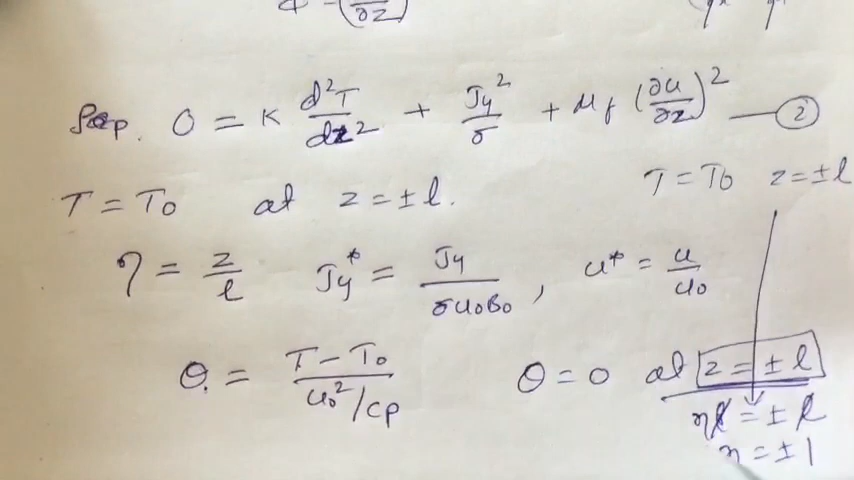 0 = K d²T/dz² + Jy²/σ + μf (∂u/∂z)² — ②
T = T₀ at z = ±l.
T = T₀ z = ±l
η = z/l Jy* = Jy/σu₀B₀ , u* = u/u₀
θ = T − T₀/u₀²/cp θ = 0 at z = ±l
ηl = ±l
η = ±1